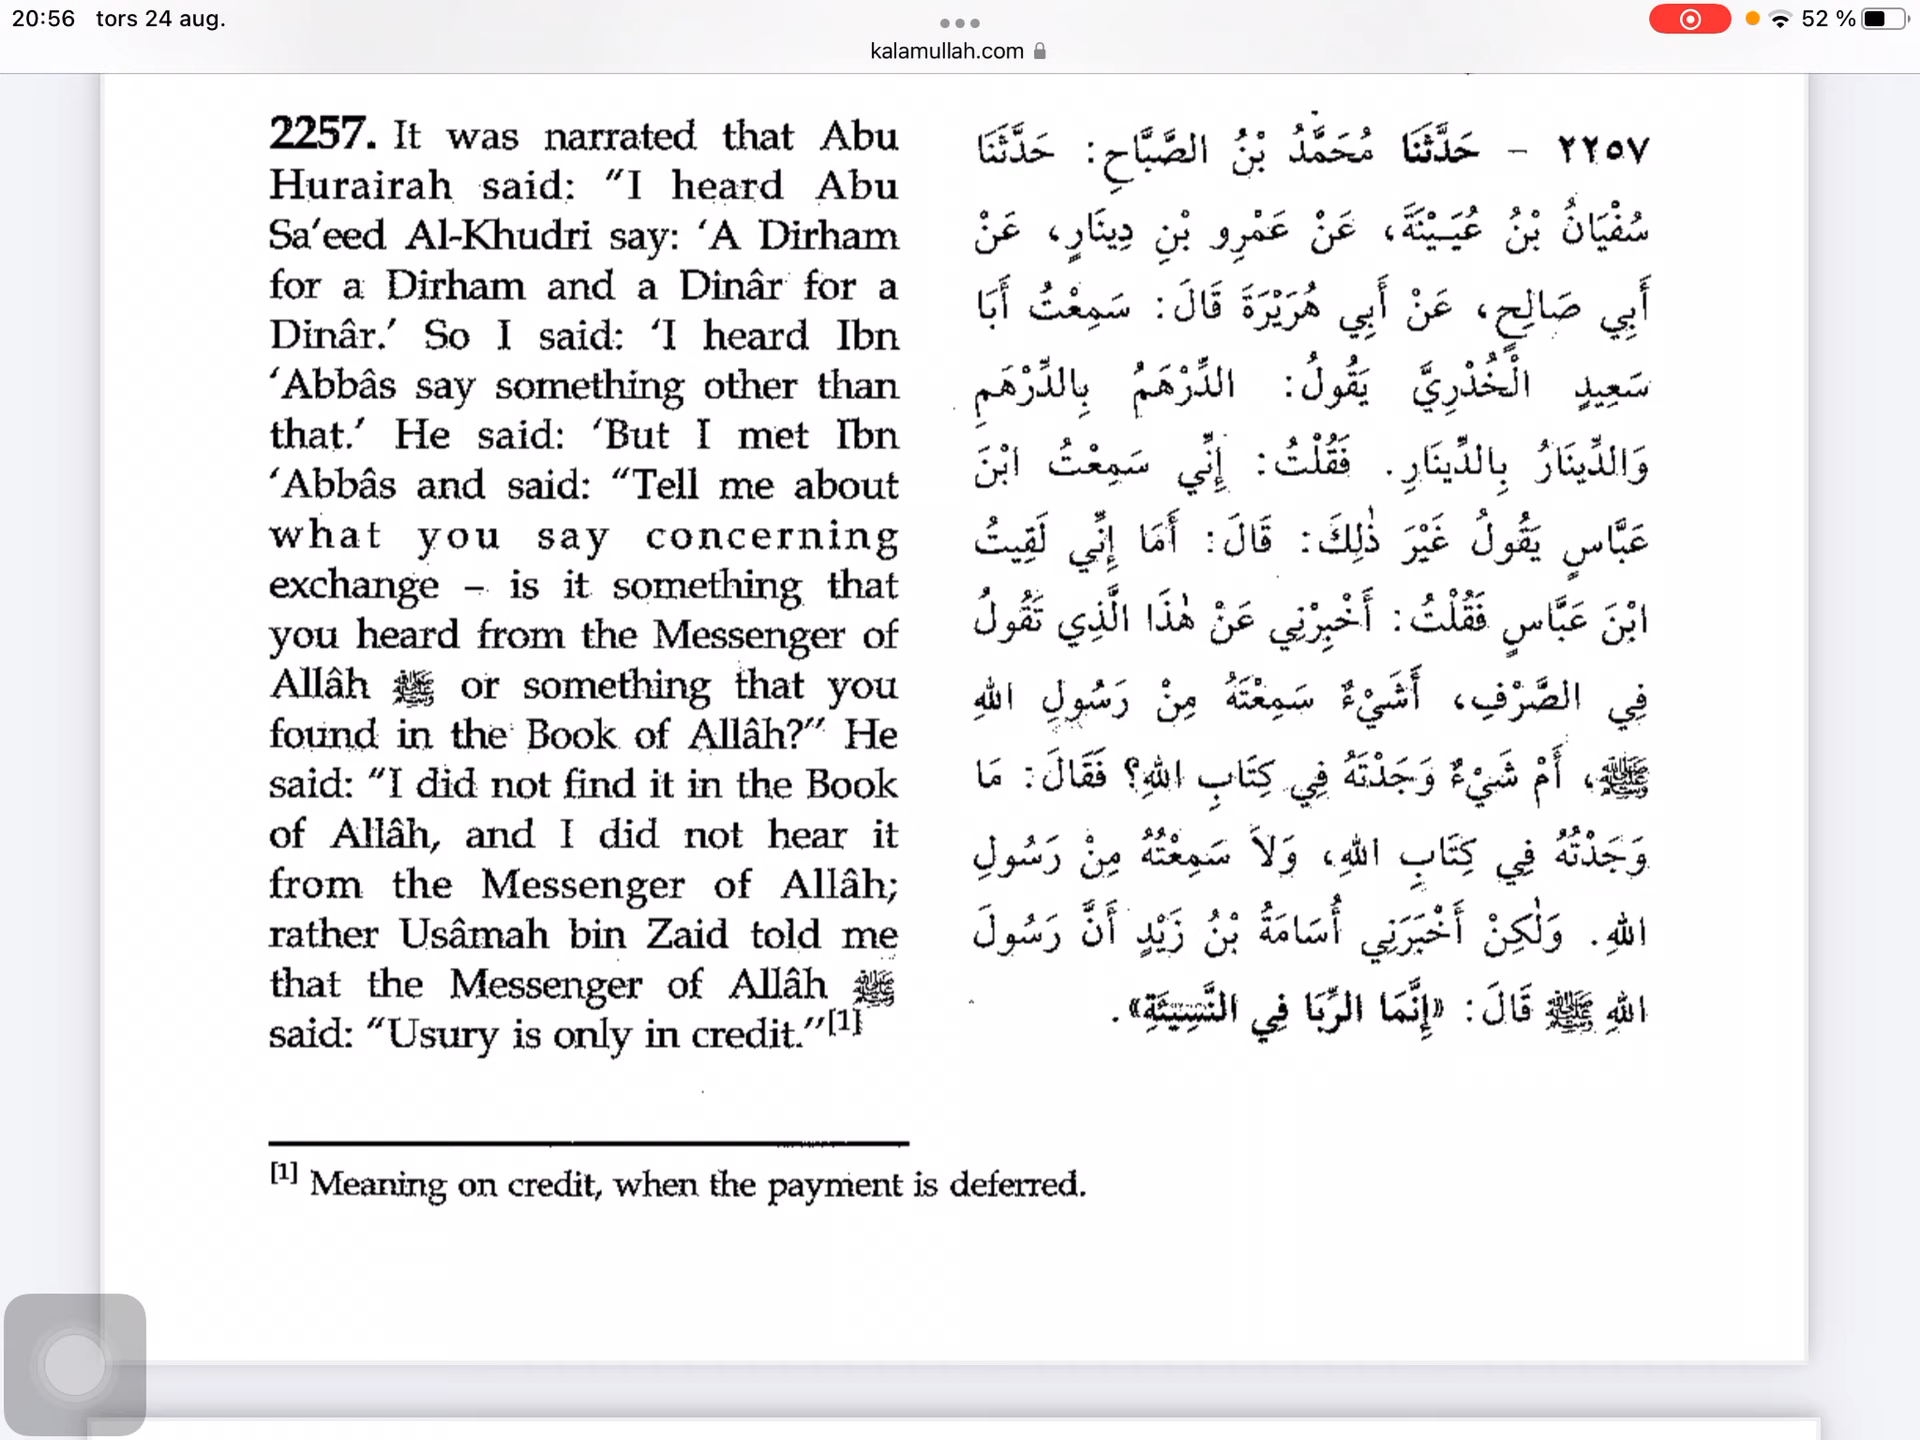 20:56 tors 24 aug.
kalamullah.com
52 %
2257. It was narrated that Abu
Hurairah said: "I heard Abu
Sa'eed Al-Khudri say: 'A Dirham
for a Dirham and a Dinâr for a
Dinâr.' So I said: 'I heard Ibn
'Abbâs say something other than
that.' He said: 'But I met Ibn
'Abbâs and said: "Tell me about
what you say concerning
exchange – is it something that
you heard from the Messenger of
Allâh ﷺ or something that you
found in the Book of Allâh?" He
said: "I did not find it in the Book
of Allâh, and I did not hear it
from the Messenger of Allâh;
rather Usâmah bin Zaid told me
that the Messenger of Allâh ﷺ
said: "Usury is only in credit."[1]
٢٢٥٧ – حَدَّثَنَا مُحَمَّدُ بْنُ الصَّبَّاحِ: حَدَّثَنَا
سُفْيَانُ بْنُ عُيَيْنَةَ، عَنْ عَمْرِو بْنِ دِينَارٍ، عَنْ
أَبِي صَالِحٍ، عَنْ أَبِي هُرَيْرَةَ قَالَ: سَمِعْتُ أَبَا
سَعِيدٍ الْخُدْرِيَّ يَقُولُ: الدِّرْهَمُ بِالدِّرْهَمِ
وَالدِّينَارُ بِالدِّينَارِ. فَقُلْتُ: إِنِّي سَمِعْتُ ابْنَ
عَبَّاسٍ يَقُولُ غَيْرَ ذٰلِكَ: قَالَ: أَمَا إِنِّي لَقِيتُ
ابْنَ عَبَّاسٍ فَقُلْتُ: أَخْبِرْنِي عَنْ هٰذَا الَّذِي تَقُولُ
فِي الصَّرْفِ، أَشَيْءٌ سَمِعْتَهُ مِنْ رَسُولِ اللهِ
ﷺ، أَمْ شَيْءٌ وَجَدْتَهُ فِي كِتَابِ اللهِ؟ فَقَالَ: مَا
وَجَدْتُهُ فِي كِتَابِ اللهِ، وَلاَ سَمِعْتُهُ مِنْ رَسُولِ
اللهِ. وَلٰكِنْ أَخْبَرَنِي أُسَامَةُ بْنُ زَيْدٍ أَنَّ رَسُولَ
اللهِ ﷺ قَالَ: «إِنَّمَا الرِّبَا فِي النَّسِيئَةِ».
[1] Meaning on credit, when the payment is deferred.